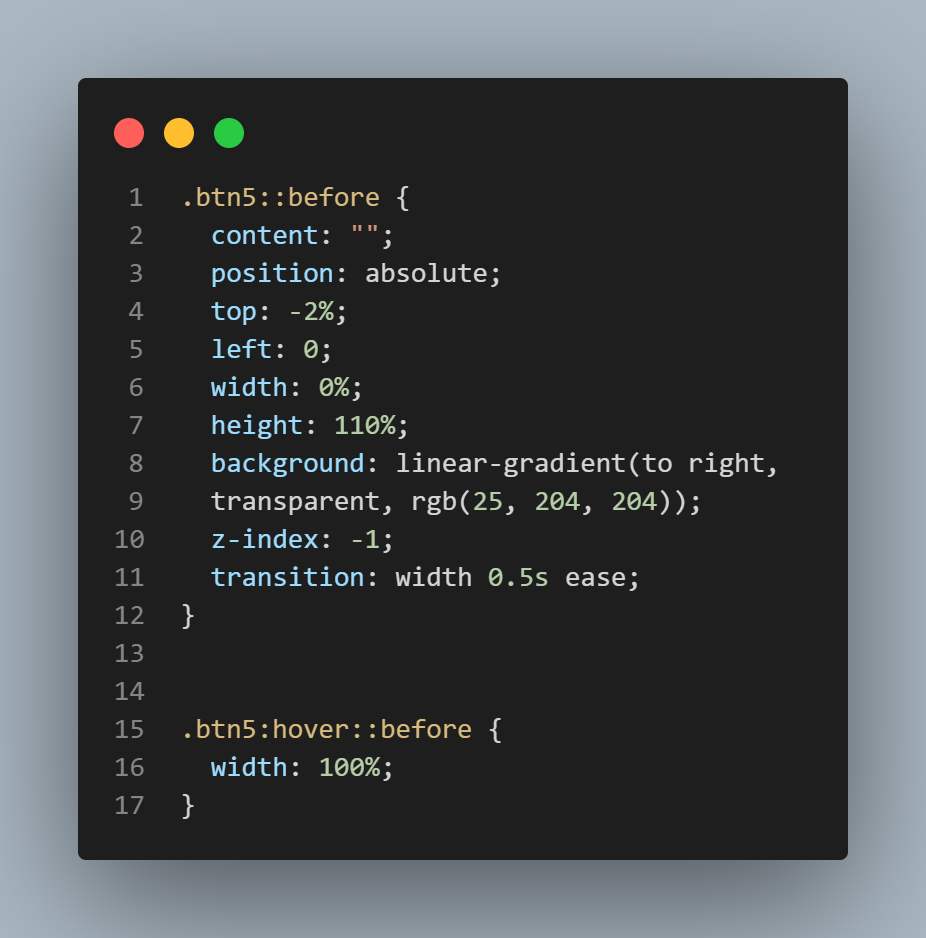 1 .btn5::before {
2 content: "";
3 position: absolute;
4 top: -2%;
5 left: 0;
6 width: 0%;
7 height: 110%;
8 background: linear-gradient(to right,
9 transparent, rgb(25, 204, 204));
10 z-index: -1;
11 transition: width 0.5s ease;
12 }
13
14
15 .btn5:hover::before {
16 width: 100%;
17 }